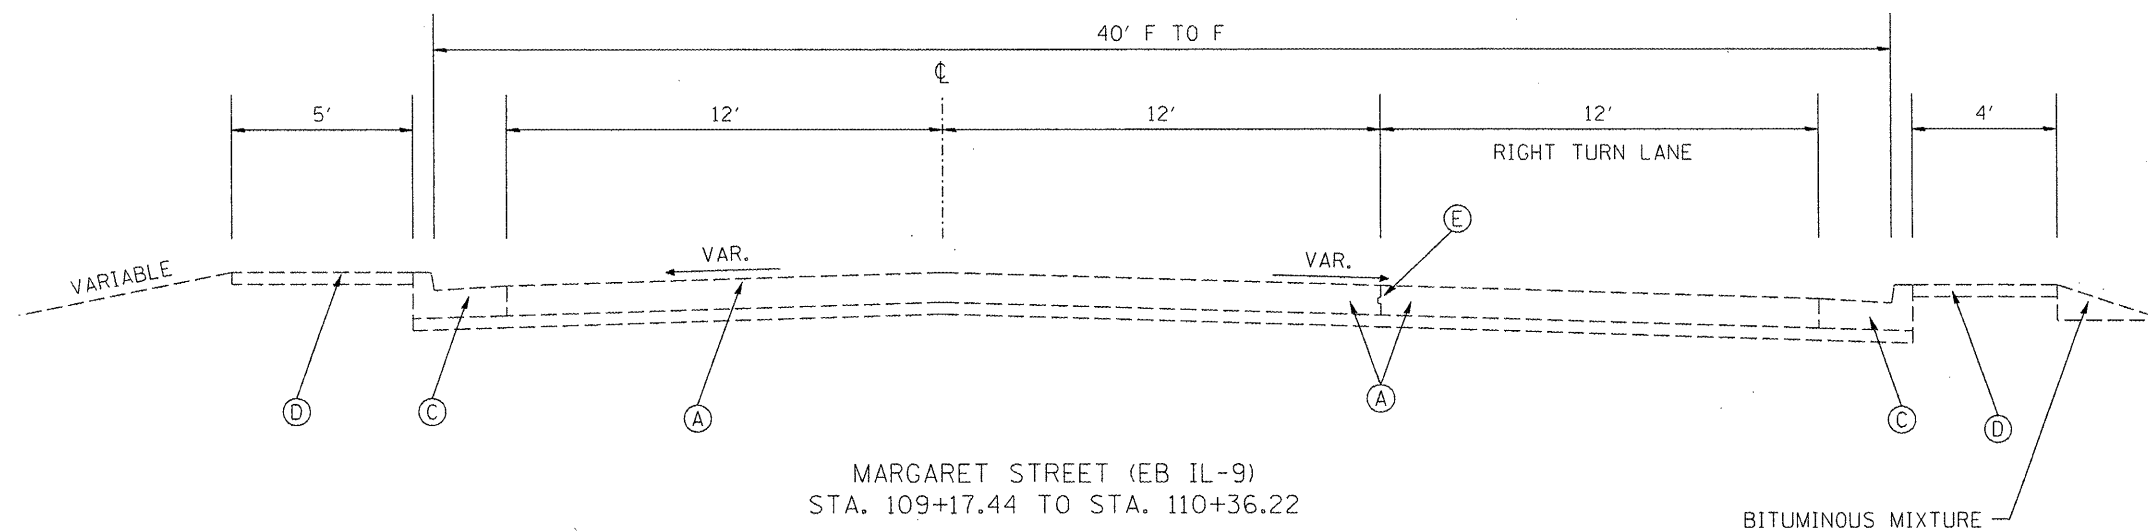 40' F TO F
℄
5'
12'
12'
12'
4'
RIGHT TURN LANE
E
VARIABLE
VAR.
VAR.
D
C
A
A
C
D
MARGARET STREET (EB IL-9)
STA. 109+17.44 TO STA. 110+36.22
BITUMINOUS MIXTURE